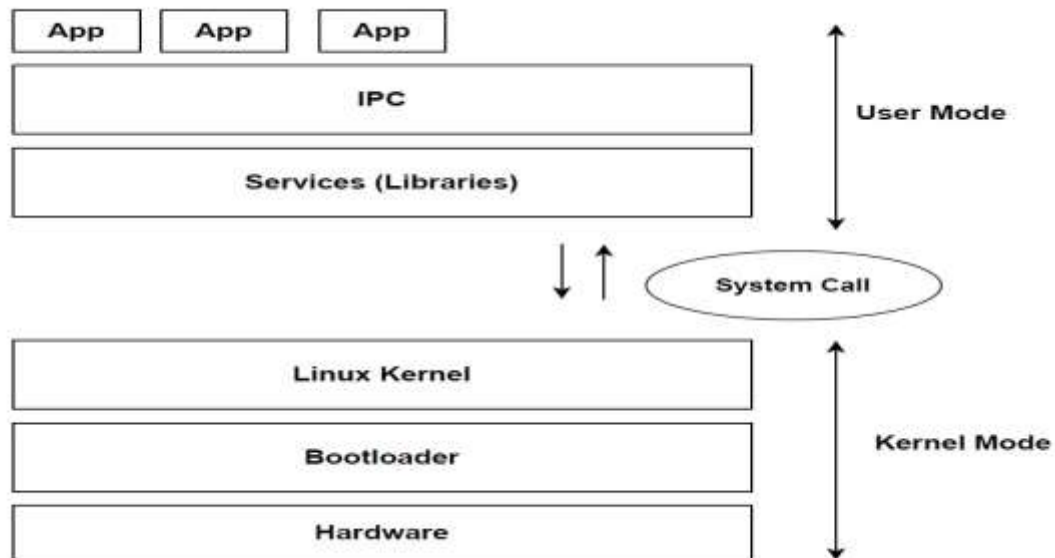 App App App
IPC
User Mode
Services (Libraries)
System Call
Linux Kernel
Kernel Mode
Bootloader
Hardware